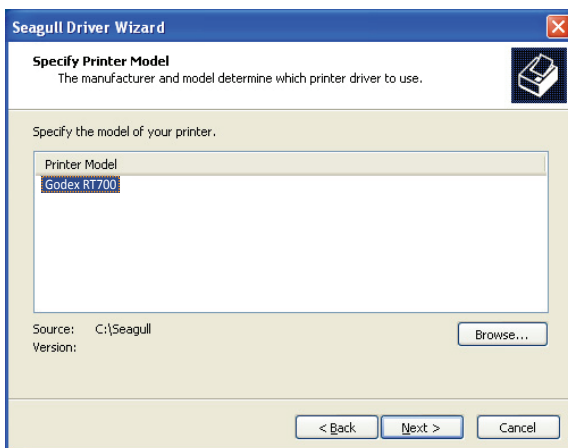 Seagull Driver Wizard
Specify Printer Model
The manufacturer and model determine which printer driver to use.
Specify the model of your printer.
Printer Model
Godex RT700
Source: C:\Seagull
Browse...
Version:
< Back Next > Cancel